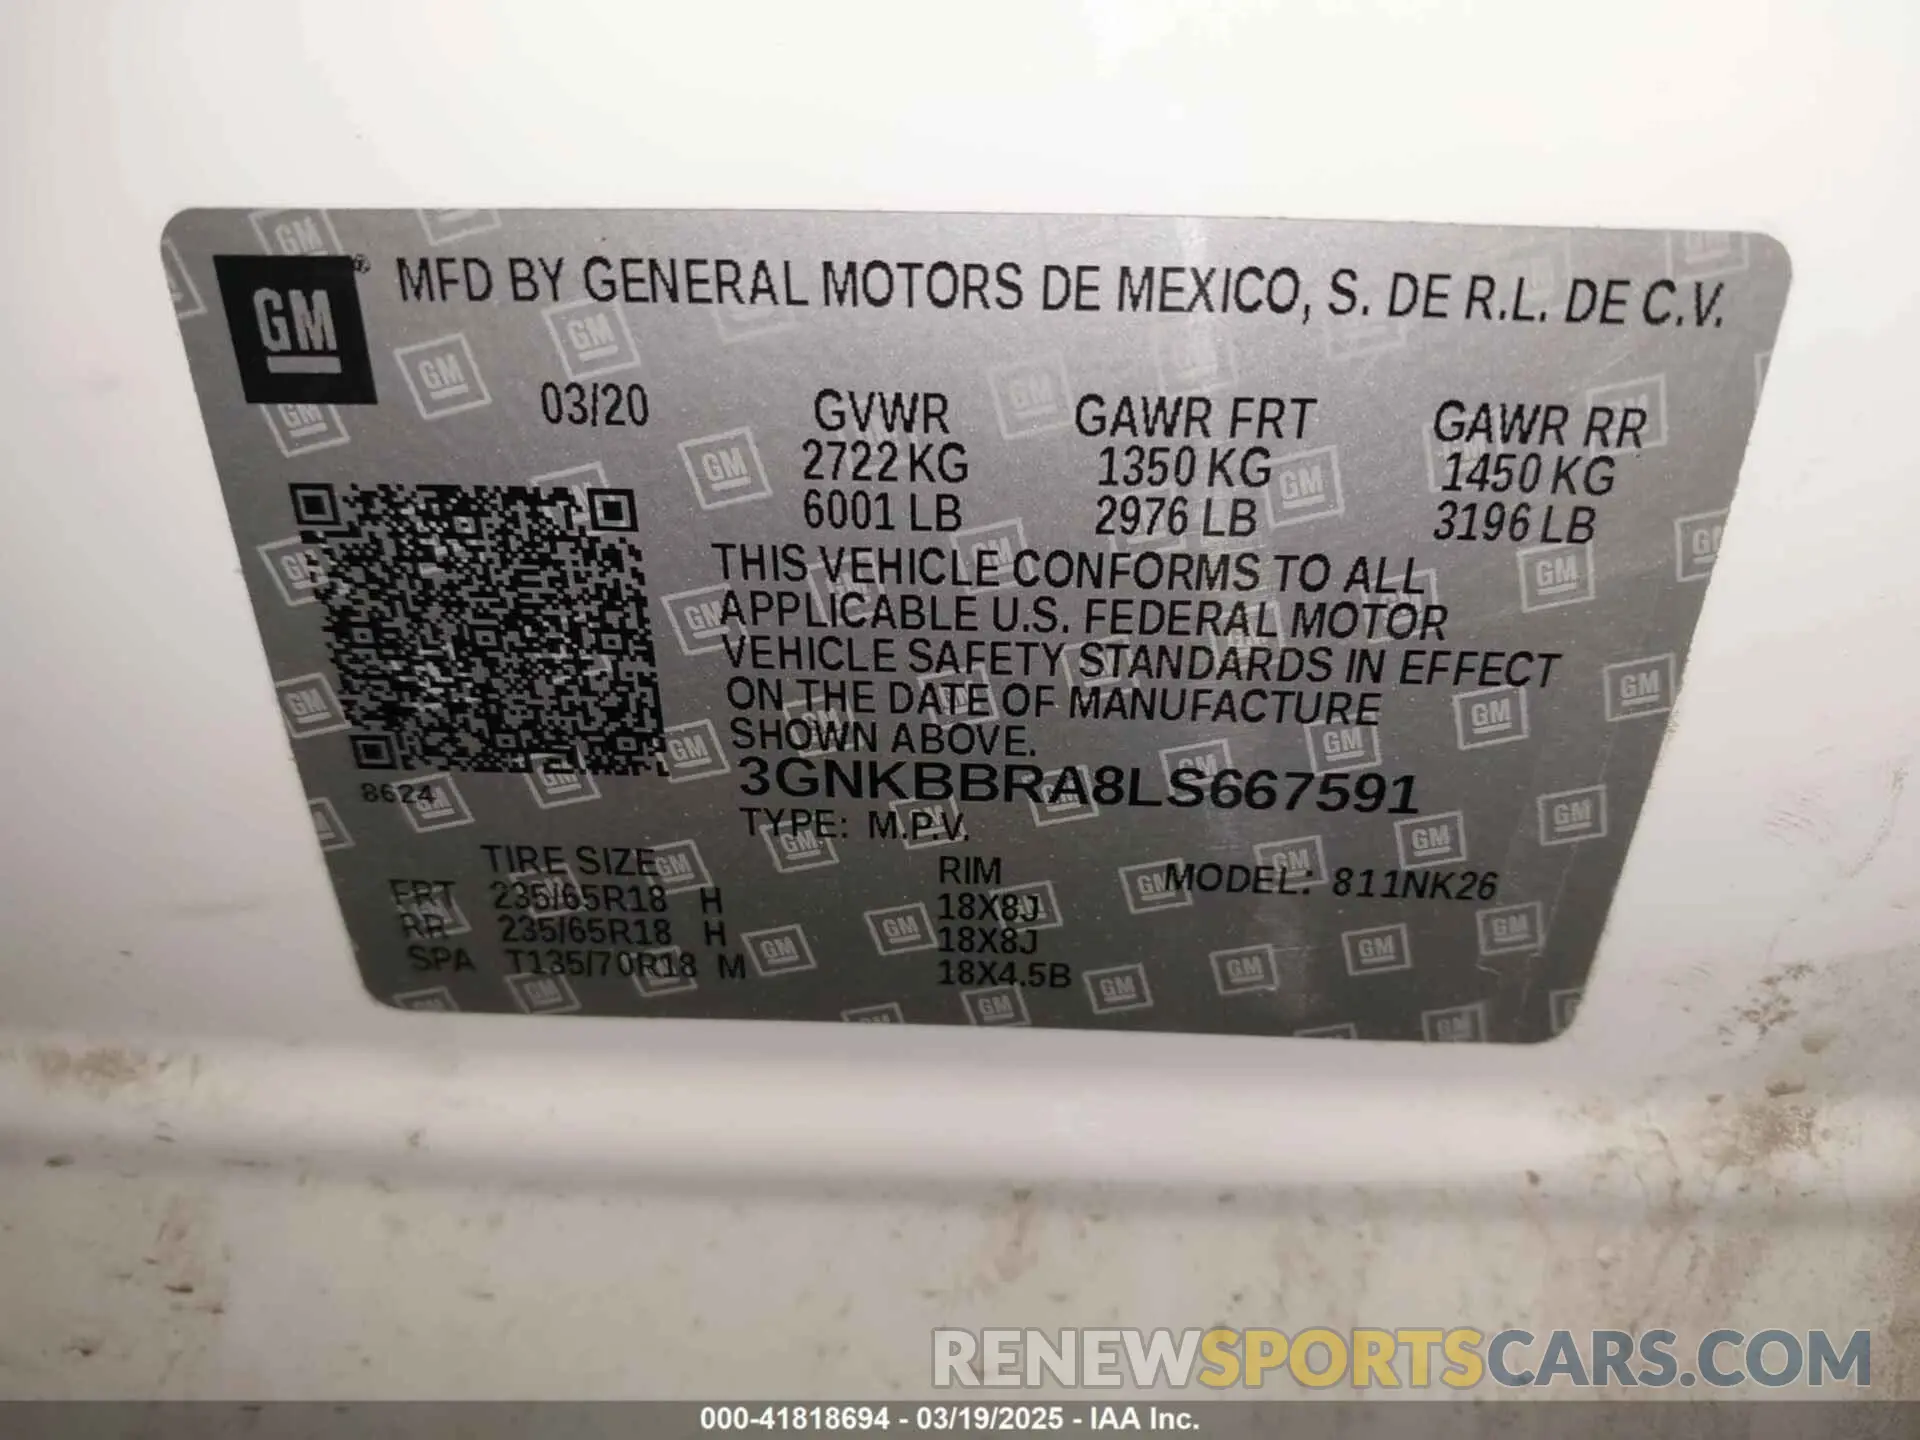 GM® MFD BY GENERAL MOTORS DE MEXICO, S. DE R.L. DE C.V.
03/20 GVWR GAWR FRT GAWR RR
2722 KG 1350 KG 1450 KG
6001 LB 2976 LB 3196 LB
THIS VEHICLE CONFORMS TO ALL
APPLICABLE U.S. FEDERAL MOTOR
VEHICLE SAFETY STANDARDS IN EFFECT
ON THE DATE OF MANUFACTURE
SHOWN ABOVE.
3GNKBBRA8LS667591
8624
TYPE: M.P.V.
TIRE SIZE RIM MODEL: 811NK26
FRT 235/65R18 H 18X8J
RR 235/65R18 H 18X8J
SPA T135/70R18 M 18X4.5B
RENEWSPORTSCARS.COM
000-41818694 - 03/19/2025 - IAA Inc.